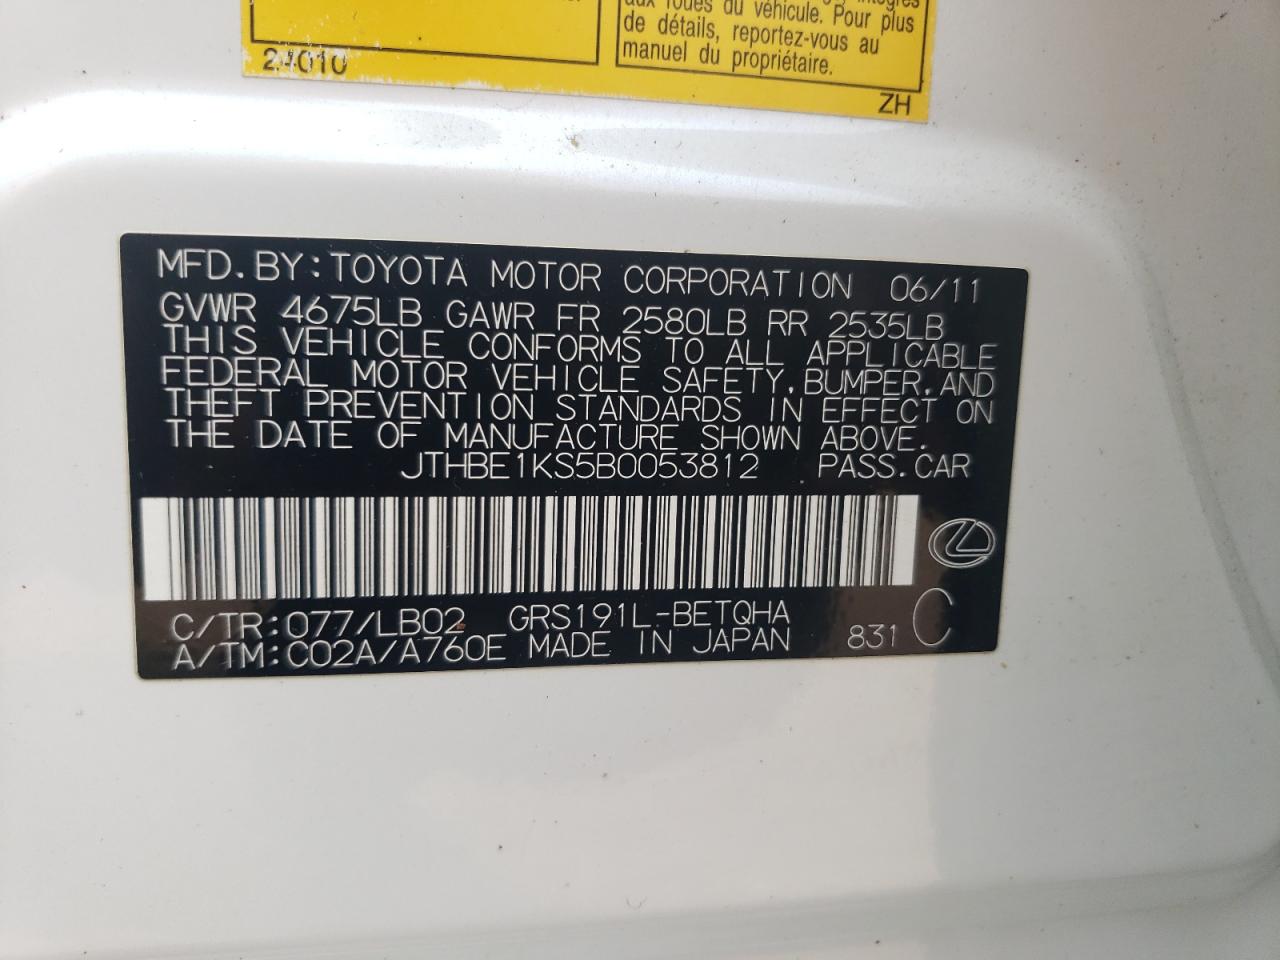 aux roues du véhicule. Pour plus
de détails, reportez-vous au
manuel du propriétaire.
24010
ZH
MFD.BY:TOYOTA MOTOR CORPORATION 06/11
GVWR 4675LB GAWR FR 2580LB RR 2535LB
THIS VEHICLE CONFORMS TO ALL APPLICABLE
FEDERAL MOTOR VEHICLE SAFETY,BUMPER,AND
THEFT PREVENTION STANDARDS IN EFFECT ON
THE DATE OF MANUFACTURE SHOWN ABOVE.
JTHBE1KS5B0053812 PASS.CAR
C/TR:077/LB02 GRS191L-BETQHA
A/TM:C02A/A760E MADE IN JAPAN 831 C